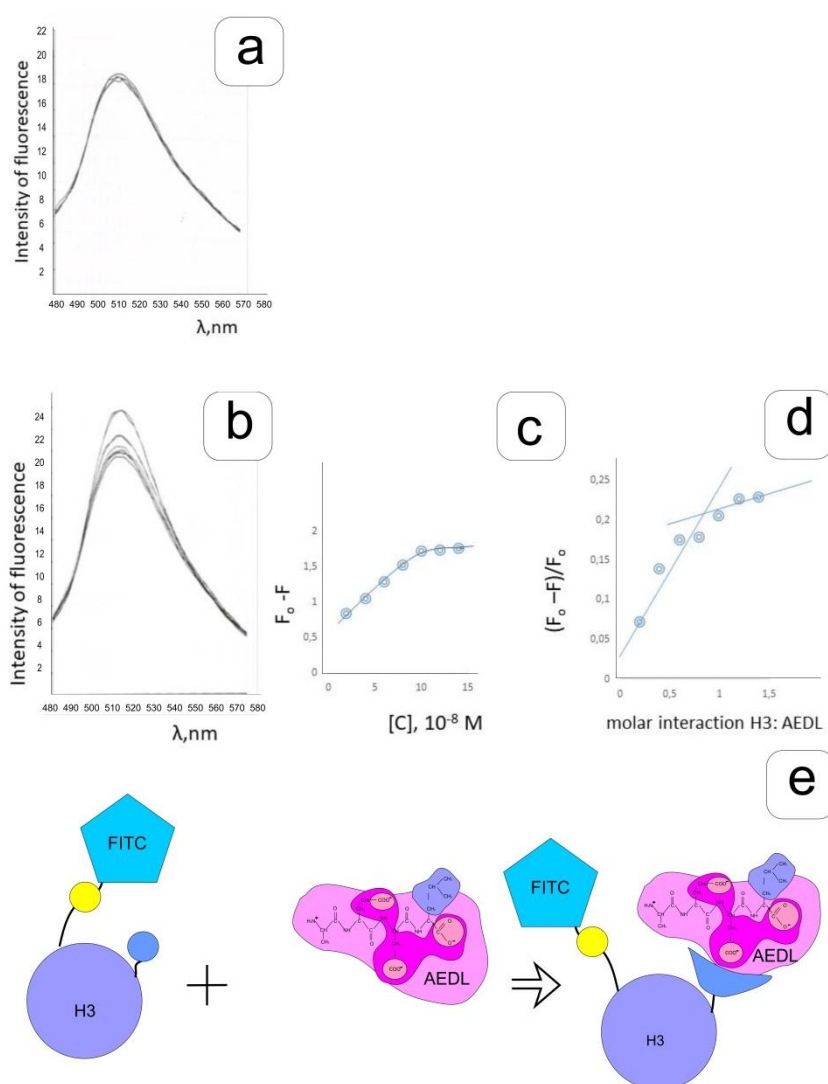 a
Intensity of fluorescence
22
20
18
16
14
12
10
8
6
4
2
480 490 500 510 520 530 540 550 560 570 580
λ,nm
b
Intensity of fluorescence
24
22
20
18
16
14
12
10
8
6
4
2
480 490 500 510 520 530 540 550 560 570 580
λ,nm
c
F₀ -F
2
1,5
1
0,5
0
0 5 10 15
[C], 10⁻⁸ M
d
(F₀ –F)/F₀
0,25
0,2
0,15
0,1
0,05
0
0 0,5 1 1,5
molar interaction H3: AEDL
e
FITC
H3
AEDL
FITC
H3
AEDL